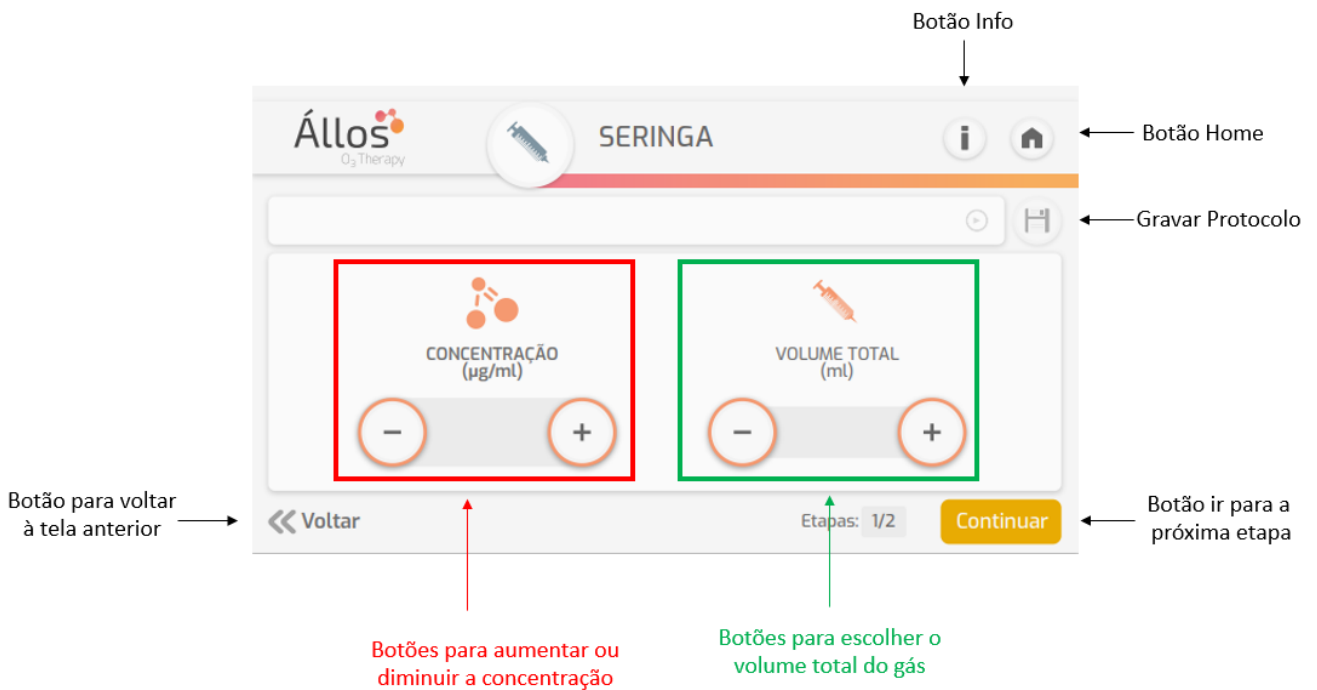 Botão Info
Állos
O3 Therapy
SERINGA
i
Botão Home
Gravar Protocolo
CONCENTRAÇÃO
(µg/ml)
VOLUME TOTAL
(ml)
− +
− +
Botão para voltar
à tela anterior
Voltar
Etapas: 1/2
Continuar
Botão ir para a
próxima etapa
Botões para aumentar ou
diminuir a concentração
Botões para escolher o
volume total do gás